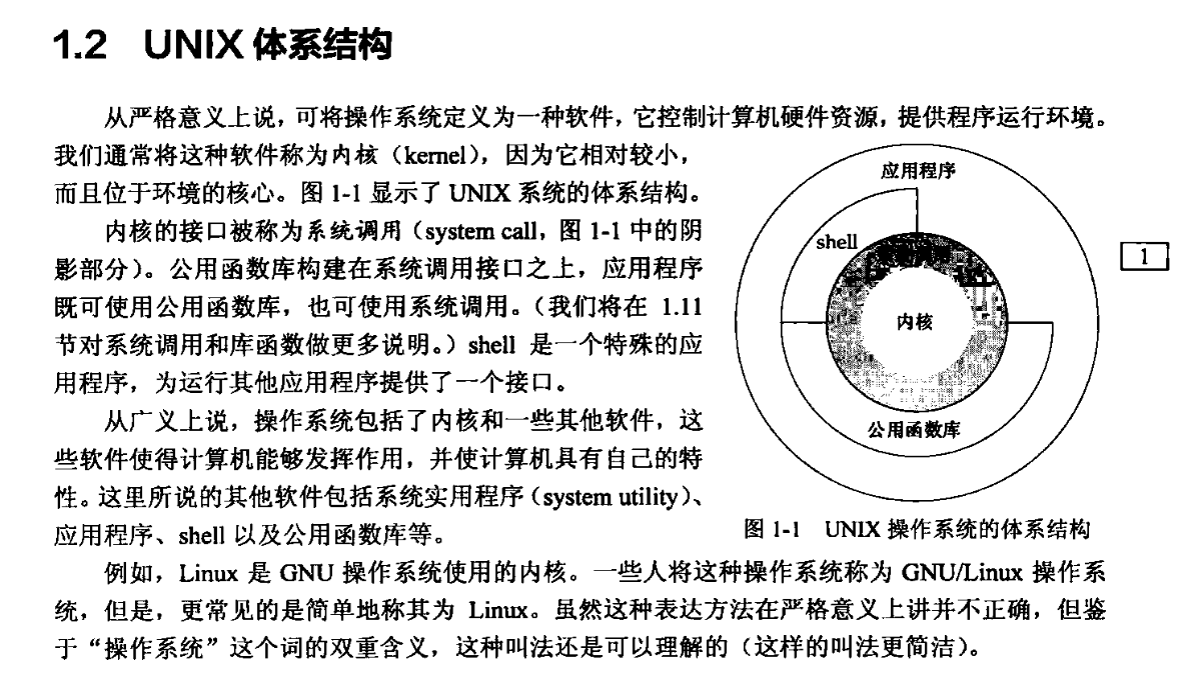 1.2 UNIX 体系结构
从严格意义上说，可将操作系统定义为一种软件，它控制计算机硬件资源，提供程序运行环境。
我们通常将这种软件称为内核（kernel），因为它相对较小，
而且位于环境的核心。图 1-1 显示了 UNIX 系统的体系结构。
内核的接口被称为系统调用（system call，图 1-1 中的阴
影部分）。公用函数库构建在系统调用接口之上，应用程序
既可使用公用函数库，也可使用系统调用。（我们将在 1.11
节对系统调用和库函数做更多说明。）shell 是一个特殊的应
用程序，为运行其他应用程序提供了一个接口。
从广义上说，操作系统包括了内核和一些其他软件，这
些软件使得计算机能够发挥作用，并使计算机具有自己的特
性。这里所说的其他软件包括系统实用程序（system utility）、
应用程序、shell 以及公用函数库等。
应用程序
shell
内核
公用函数库
图 1-1 UNIX 操作系统的体系结构
1
例如，Linux 是 GNU 操作系统使用的内核。一些人将这种操作系统称为 GNU/Linux 操作系
统，但是，更常见的是简单地称其为 Linux。虽然这种表达方法在严格意义上讲并不正确，但鉴
于“操作系统”这个词的双重含义，这种叫法还是可以理解的（这样的叫法更简洁）。